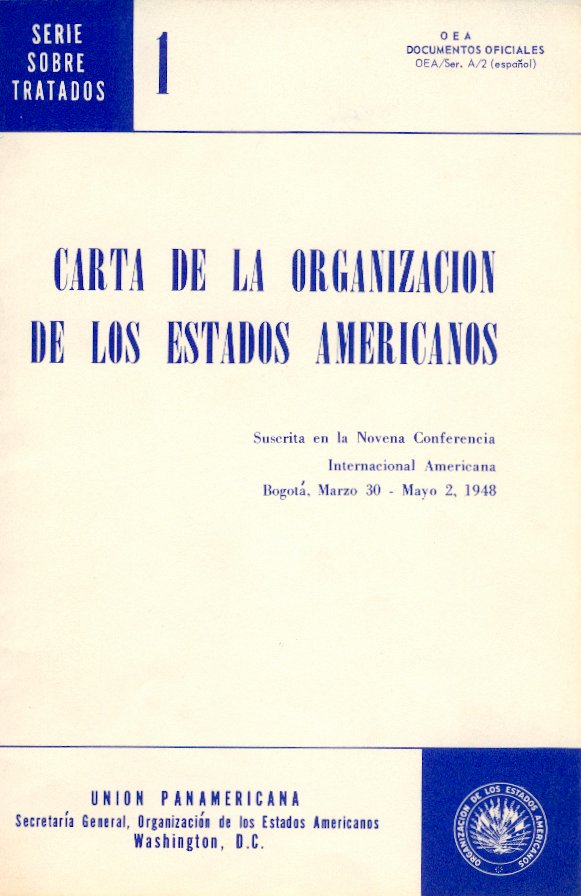 SERIE
SOBRE
TRATADOS
1
OEA
DOCUMENTOS OFICIALES
OEA/Ser. A/2 (español)
CARTA DE LA ORGANIZACION
DE LOS ESTADOS AMERICANOS
Suscrita en la Novena Conferencia
Internacional Americana
Bogotá, Marzo 30 - Mayo 2, 1948
UNION PANAMERICANA
Secretaría General, Organización de los Estados Americanos
Washington, D.C.
ORGANIZACION DE LOS ESTADOS AMERICANOS